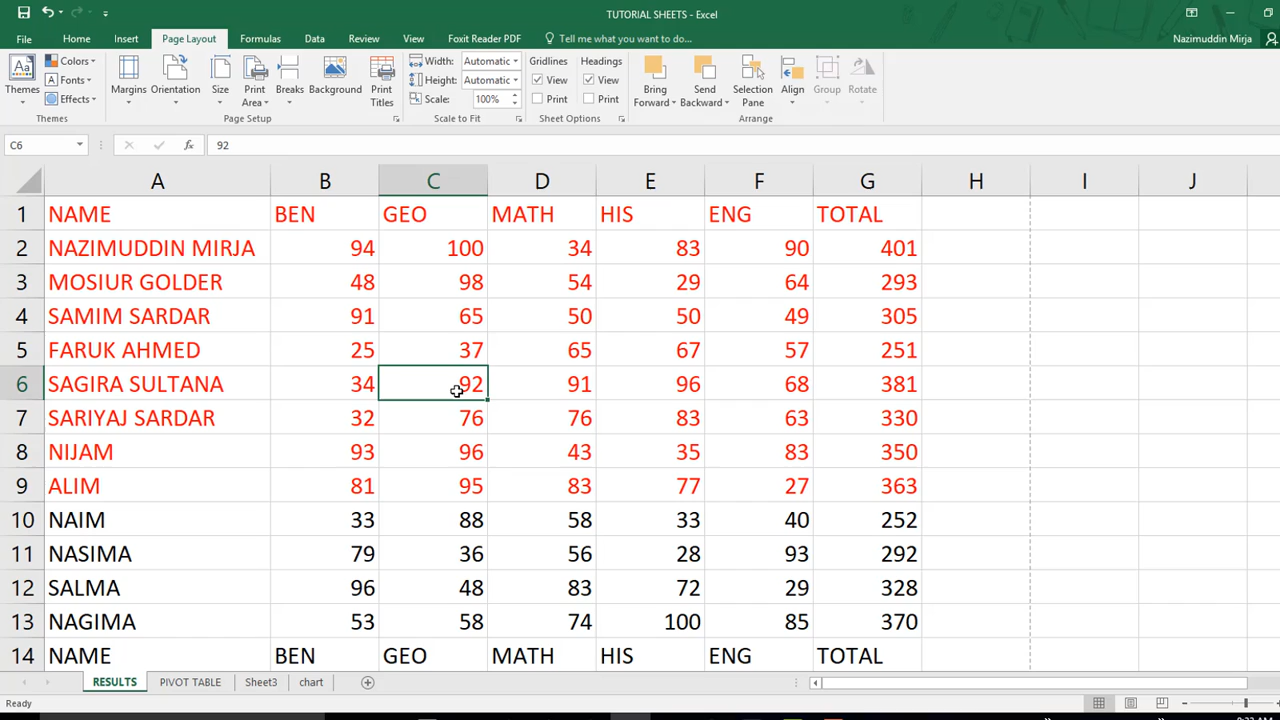 TUTORIAL SHEETS - Excel
File Home Insert Page Layout Formulas Data Review View Foxit Reader PDF Tell me what you want to do... Nazimuddin Mirja
Themes Colors Fonts Effects Margins Orientation Size Print Area Breaks Background Print Titles Width: Automatic Height: Automatic Scale: 100% Gridlines View Print Headings View Print Bring Forward Send Backward Selection Pane Align Group Rotate
Themes Page Setup Scale to Fit Sheet Options Arrange
C6 fx 92
A B C D E F G H I J
1 NAME BEN GEO MATH HIS ENG TOTAL
2 NAZIMUDDIN MIRJA 94 100 34 83 90 401
3 MOSIUR GOLDER 48 98 54 29 64 293
4 SAMIM SARDAR 91 65 50 50 49 305
5 FARUK AHMED 25 37 65 67 57 251
6 SAGIRA SULTANA 34 92 91 96 68 381
7 SARIYAJ SARDAR 32 76 76 83 63 330
8 NIJAM 93 96 43 35 83 350
9 ALIM 81 95 83 77 27 363
10 NAIM 33 88 58 33 40 252
11 NASIMA 79 36 56 28 93 292
12 SALMA 96 48 83 72 29 328
13 NAGIMA 53 58 74 100 85 370
14 NAME BEN GEO MATH HIS ENG TOTAL
RESULTS PIVOT TABLE Sheet3 chart
Ready